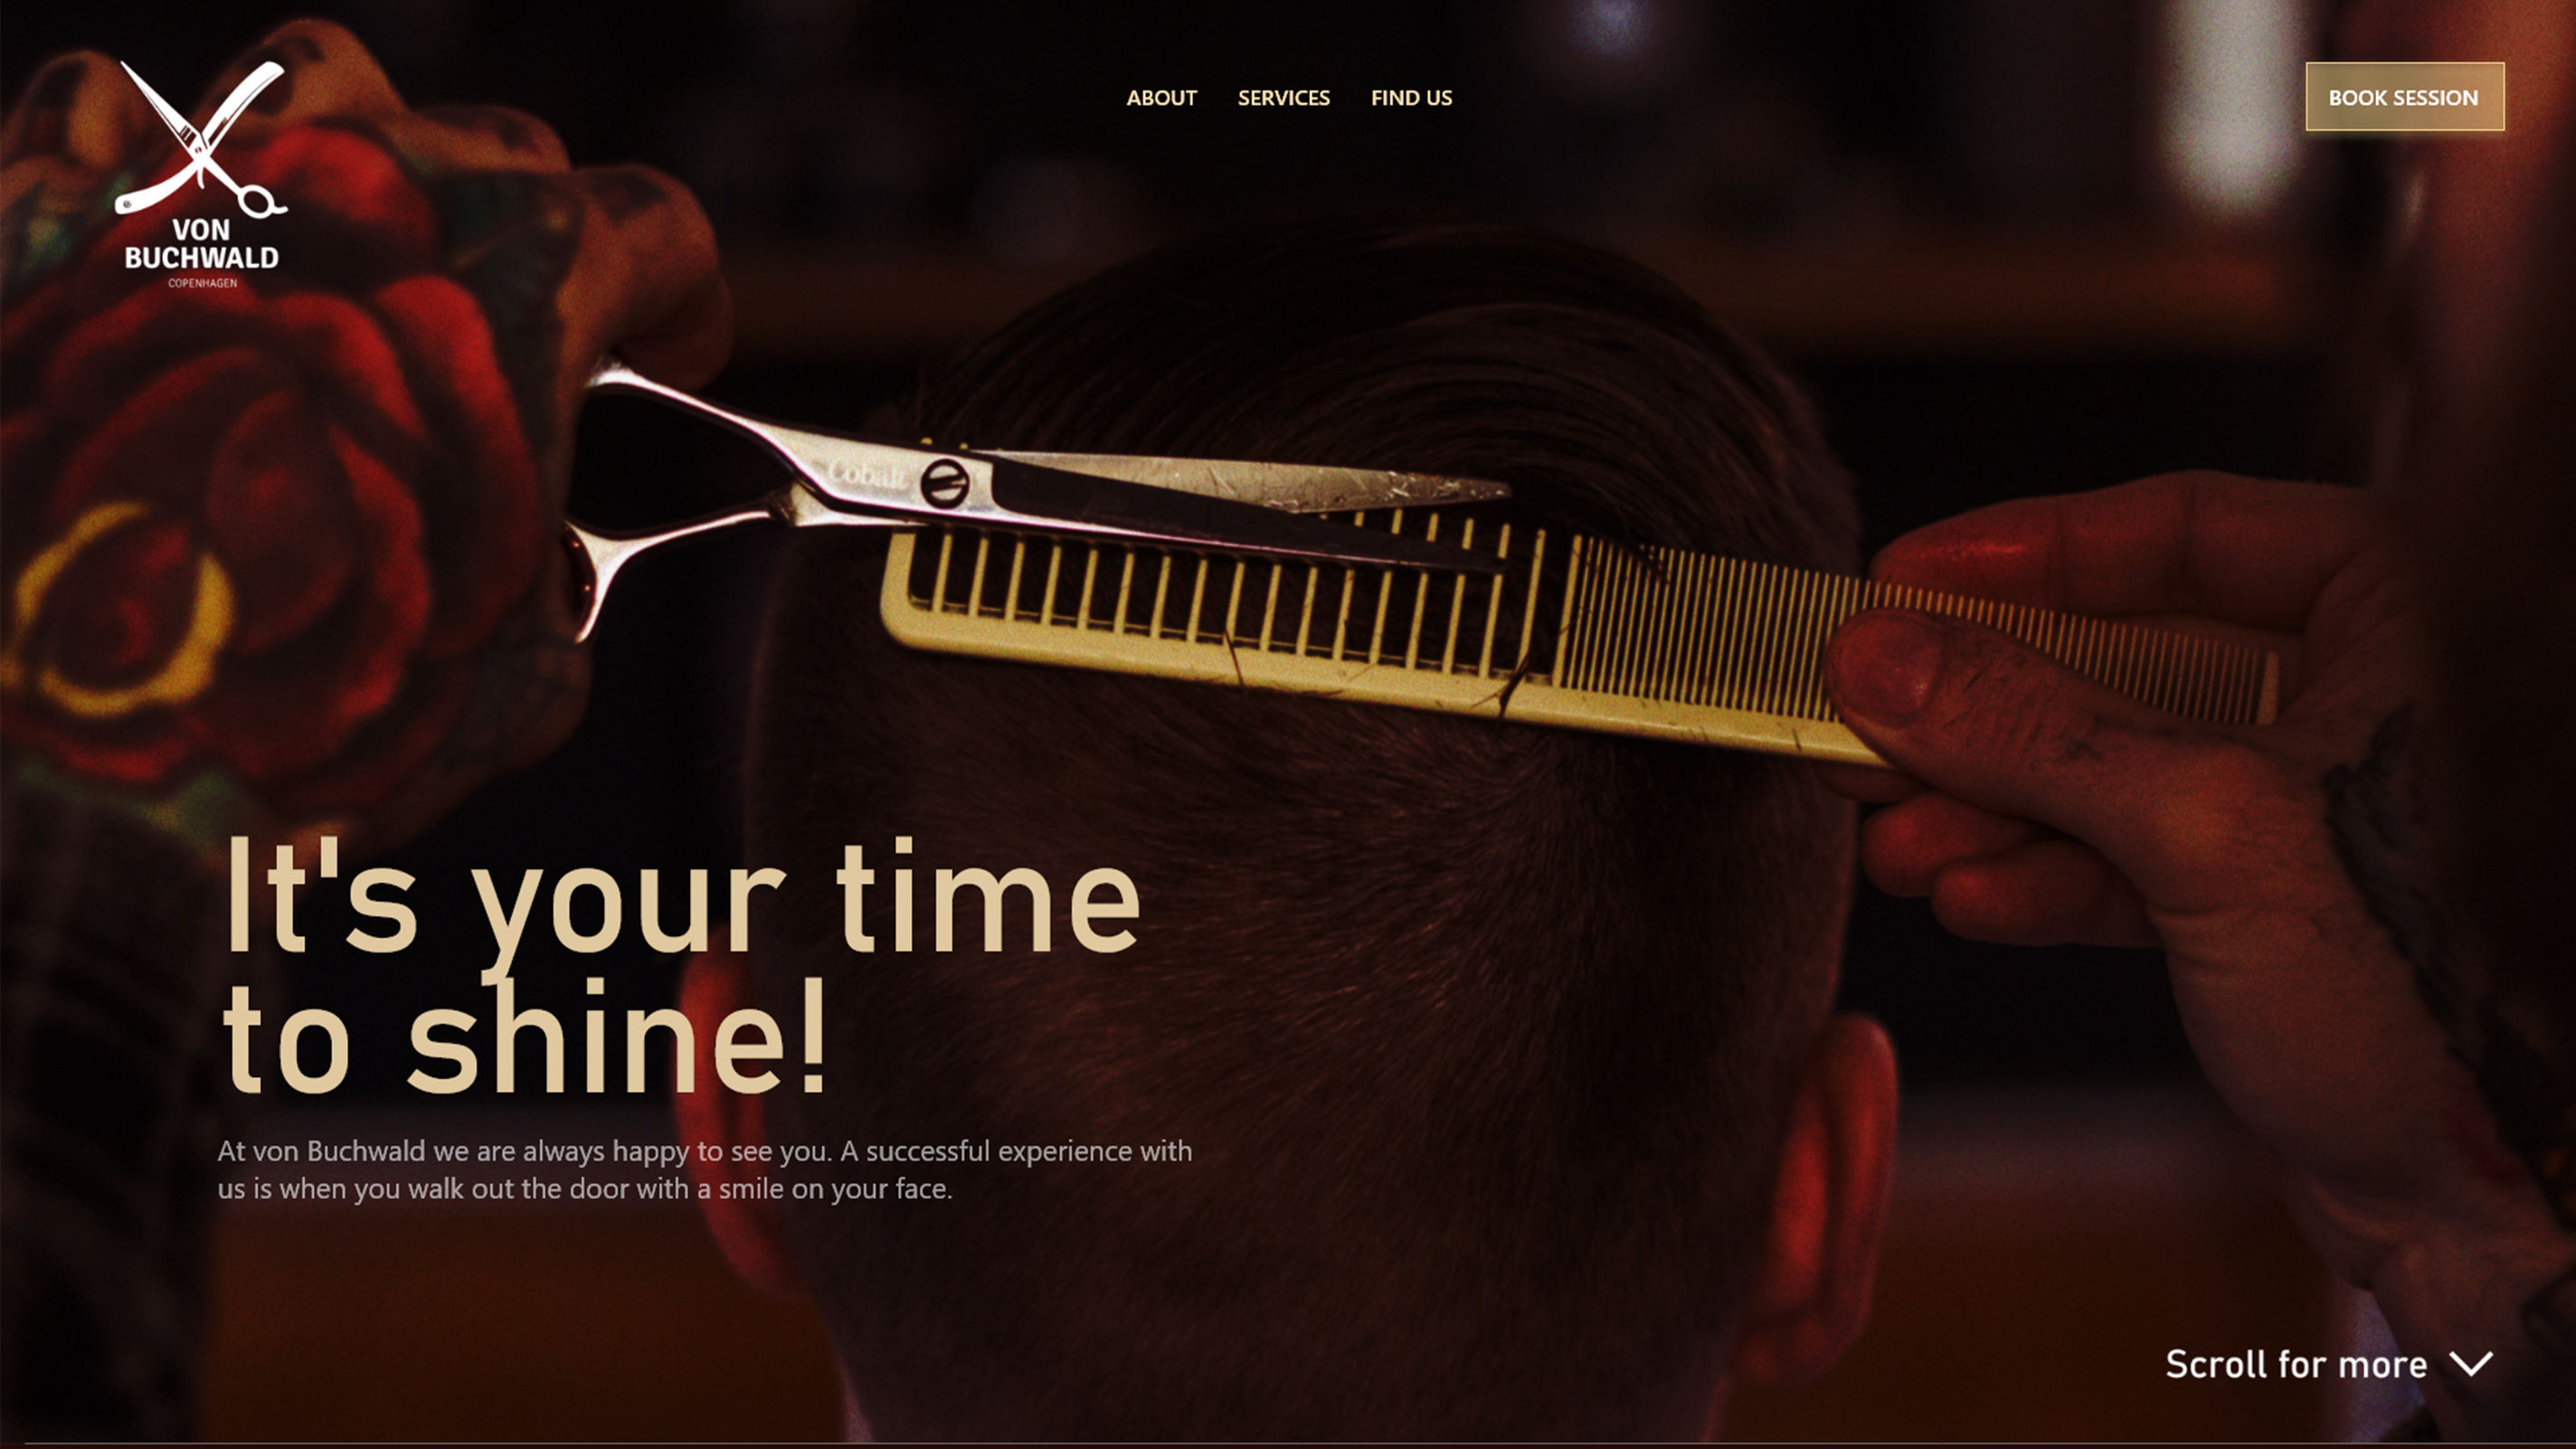 VON
BUCHWALD
COPENHAGEN
ABOUT SERVICES FIND US
BOOK SESSION
Cobalt
It's your time
to shine!
At von Buchwald we are always happy to see you. A successful experience with
us is when you walk out the door with a smile on your face.
Scroll for more